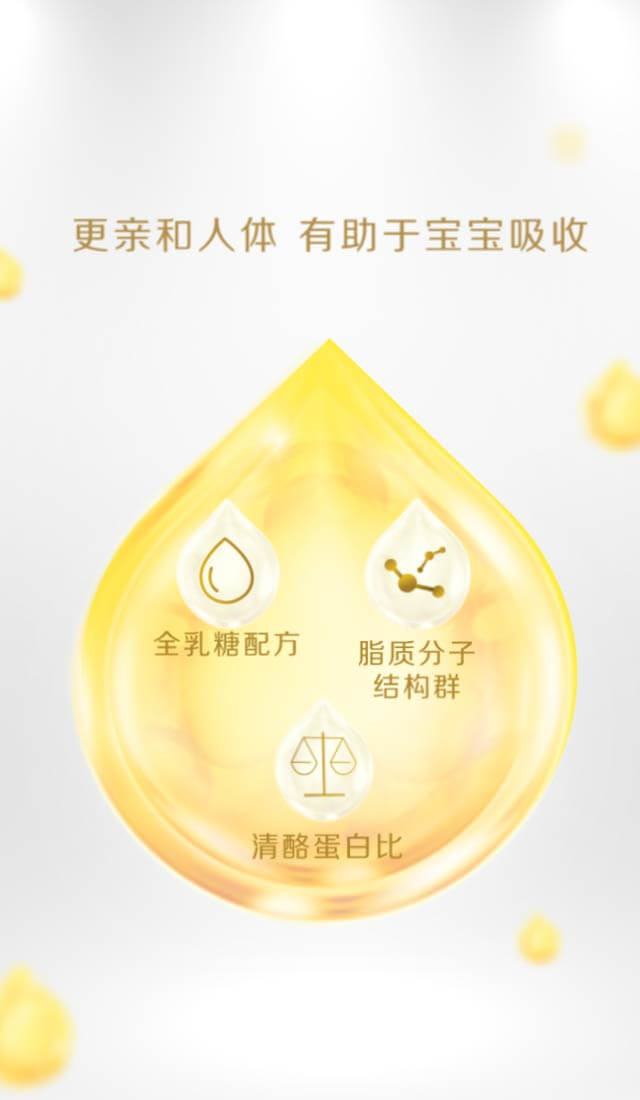 更亲和人体 有助于宝宝吸收
全乳糖配方
脂质分子
结构群
清酪蛋白比